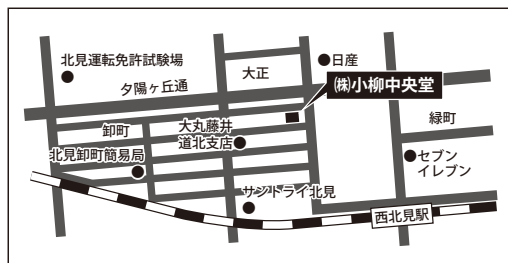 北見運転免許試験場
日産
大正
夕陽ヶ丘通
㈱小柳中央堂
緑町
卸町
大丸藤井
道北支店
北見卸町簡易局
セブン
イレブン
サントライ北見
西北見駅